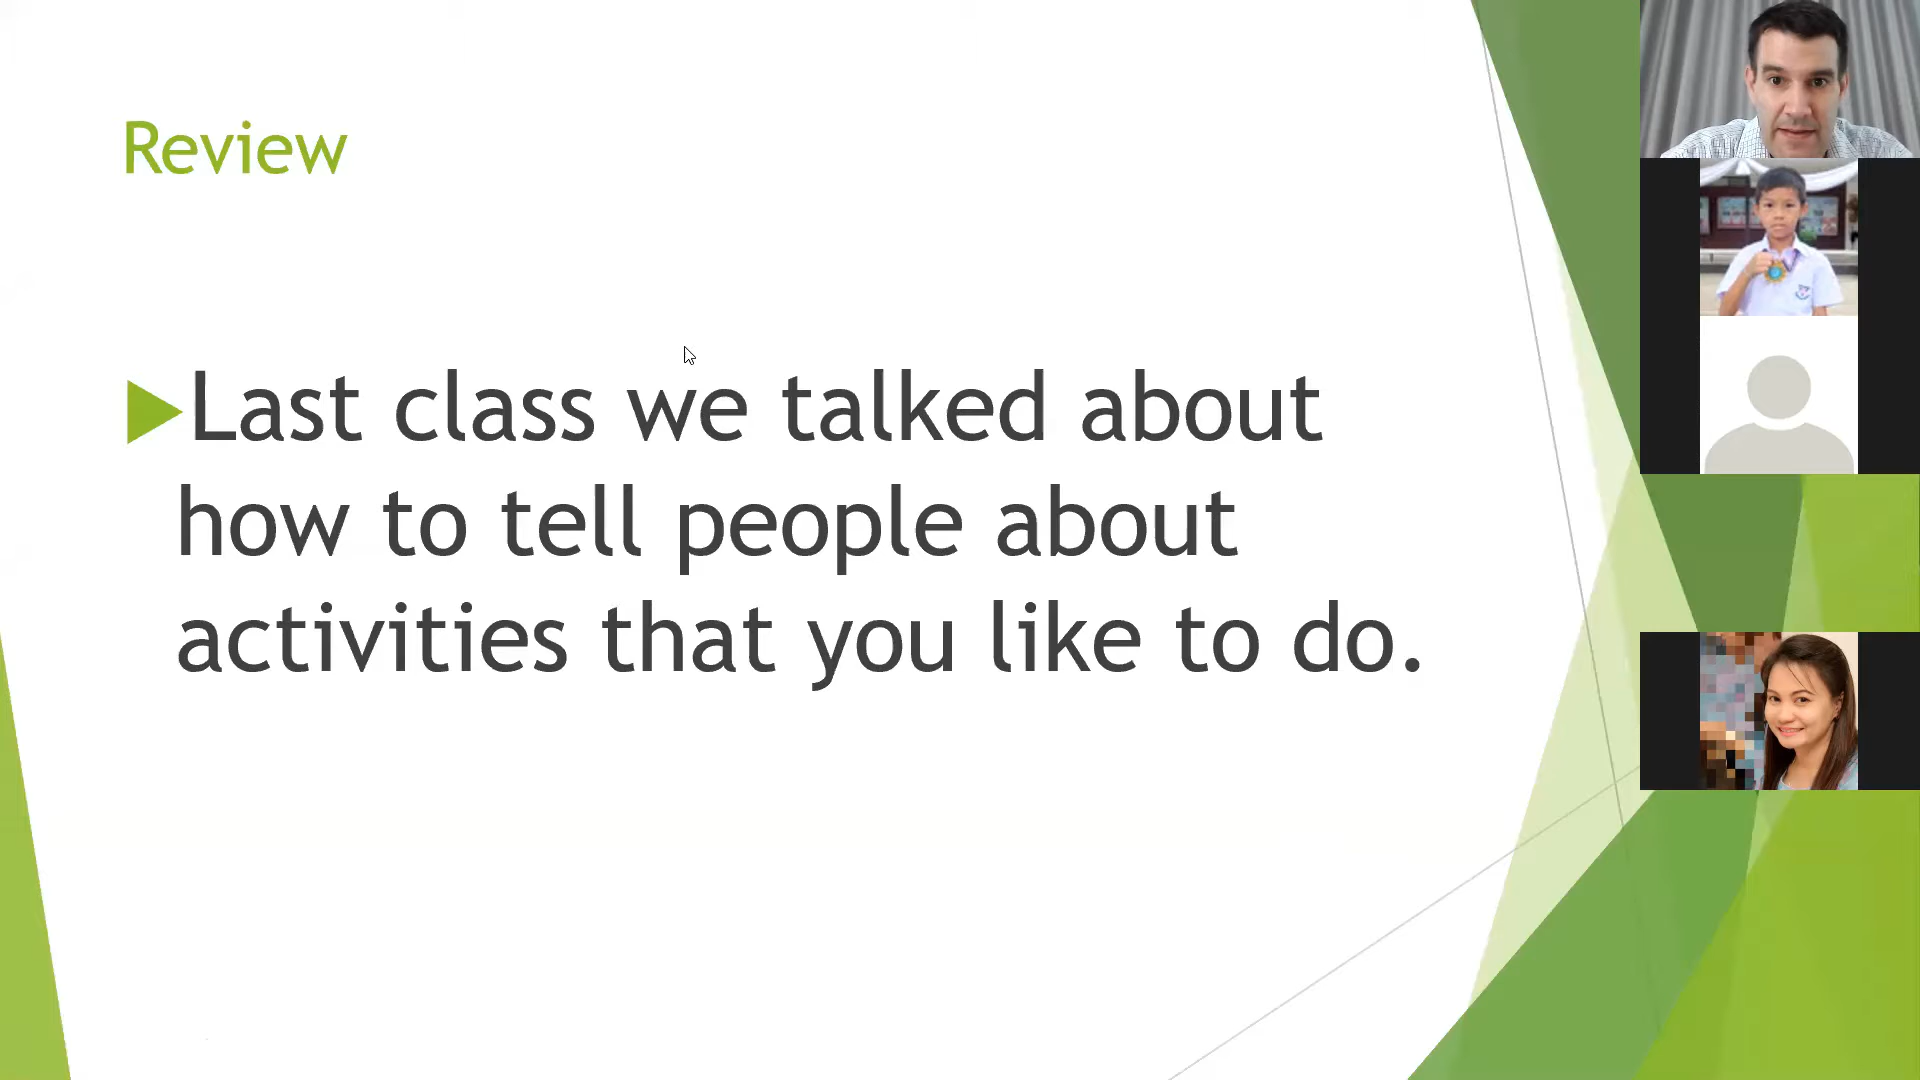 Review
Last class we talked about
how to tell people about
activities that you like to do.